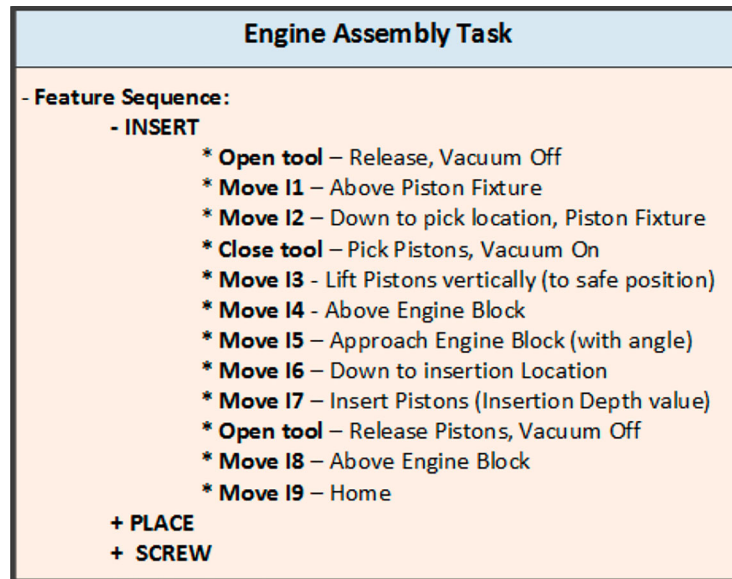 Engine Assembly Task
- Feature Sequence:
- INSERT
* Open tool – Release, Vacuum Off
* Move I1 – Above Piston Fixture
* Move I2 – Down to pick location, Piston Fixture
* Close tool – Pick Pistons, Vacuum On
* Move I3 - Lift Pistons vertically (to safe position)
* Move I4 - Above Engine Block
* Move I5 – Approach Engine Block (with angle)
* Move I6 – Down to insertion Location
* Move I7 – Insert Pistons (Insertion Depth value)
* Open tool – Release Pistons, Vacuum Off
* Move I8 – Above Engine Block
* Move I9 – Home
+ PLACE
+ SCREW